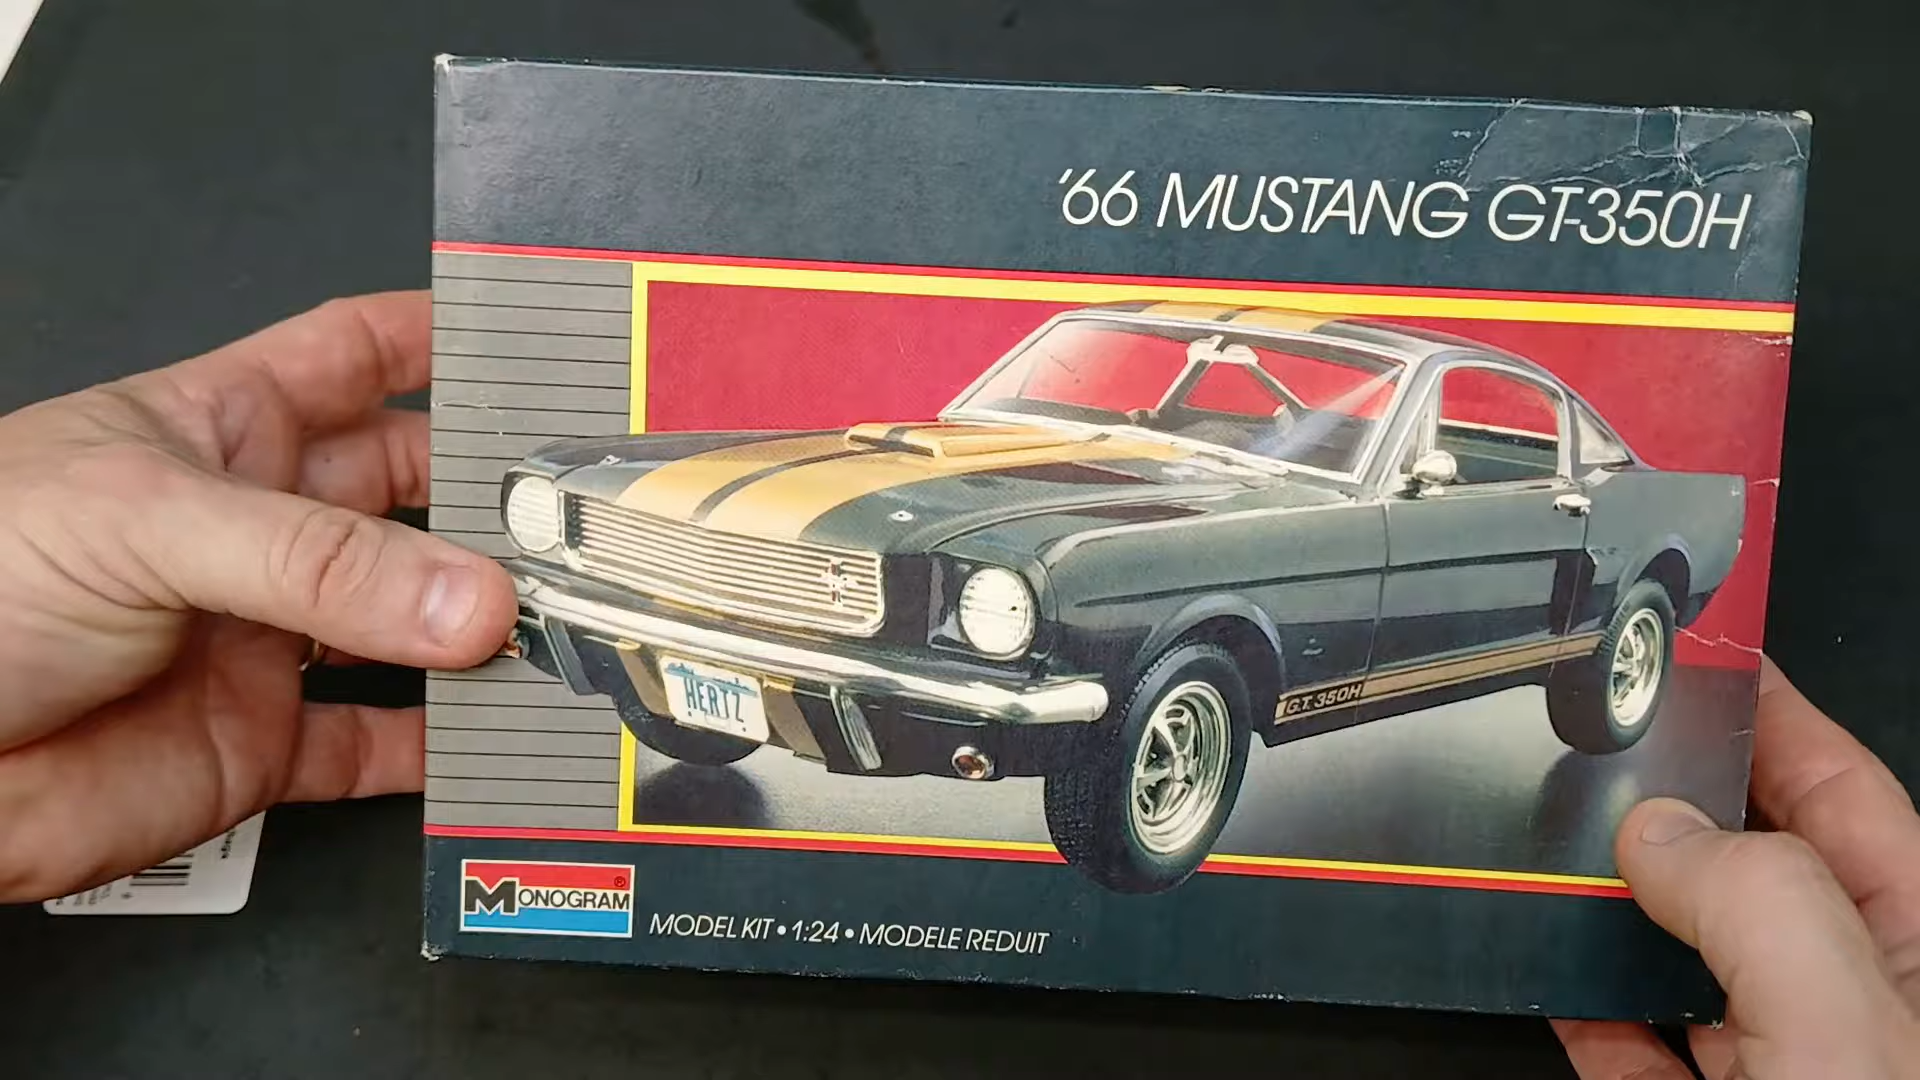 '66 MUSTANG GT-350H
HERTZ
G.T. 350H
MONOGRAM®
MODEL KIT • 1:24 • MODELE REDUIT